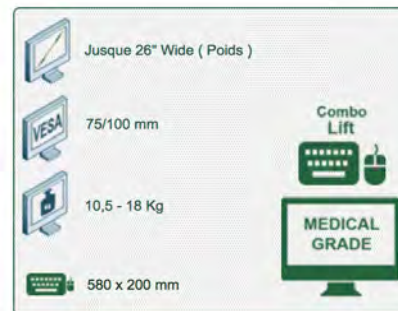 Jusque 26" Wide ( Poids )
VESA
75/100 mm
10,5 - 18 Kg
580 x 200 mm
Combo
Lift
MEDICAL
GRADE